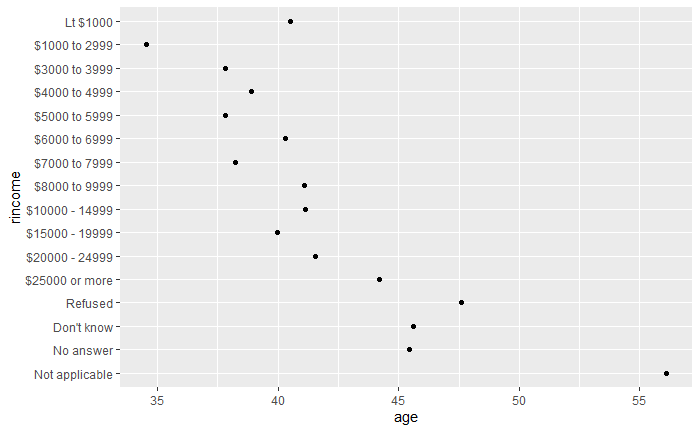 rincome
Lt $1000
$1000 to 2999
$3000 to 3999
$4000 to 4999
$5000 to 5999
$6000 to 6999
$7000 to 7999
$8000 to 9999
$10000 - 14999
$15000 - 19999
$20000 - 24999
$25000 or more
Refused
Don't know
No answer
Not applicable
35 40 45 50 55
age